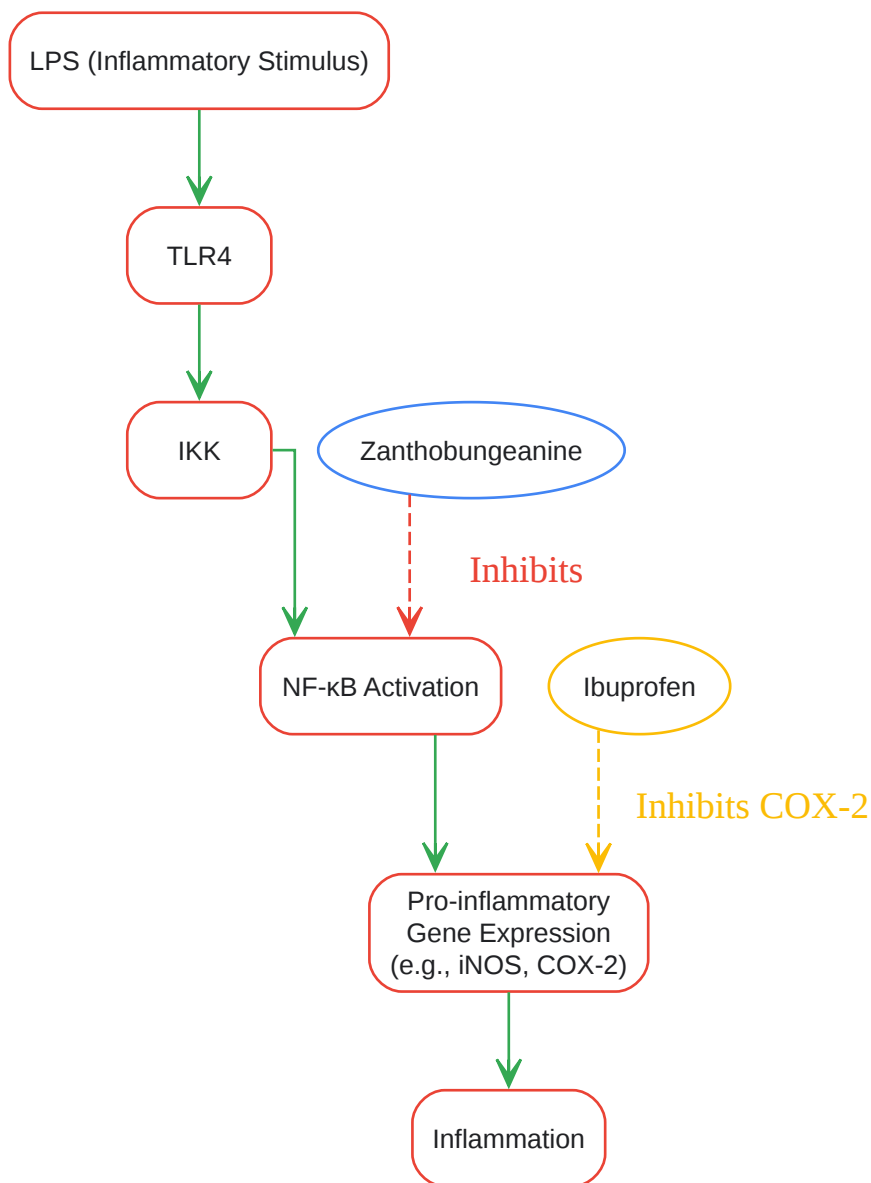 LPS (Inflammatory Stimulus)
TLR4
IKK
Zanthobungeanine
Inhibits
NF-κB Activation
Ibuprofen
Inhibits COX-2
Pro-inflammatory
Gene Expression
(e.g., iNOS, COX-2)
Inflammation